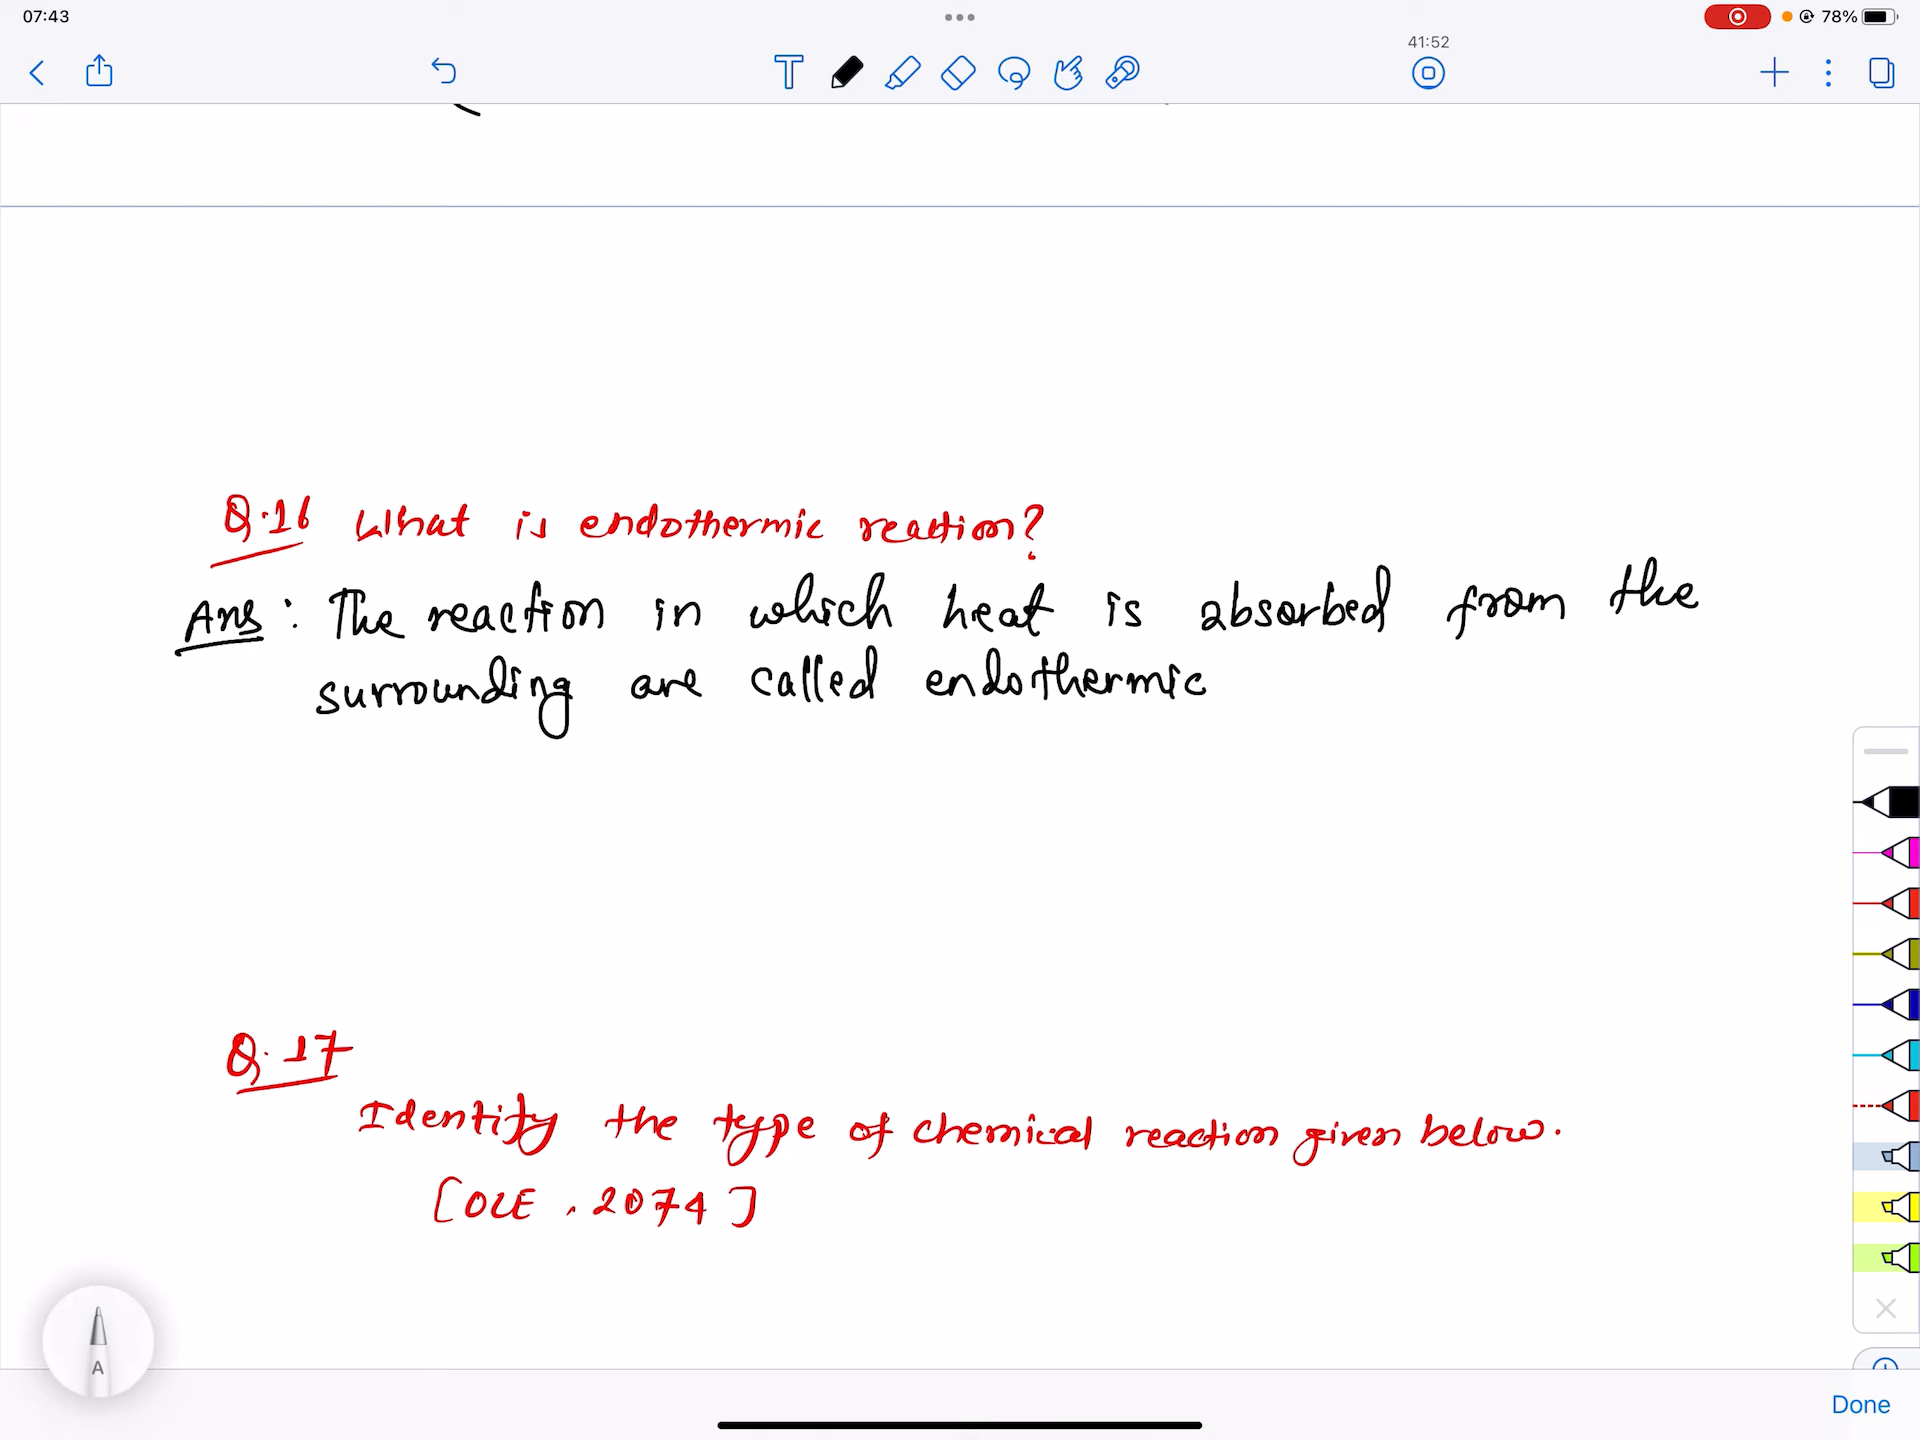 07:43
78%
41:52
Q.16 What is endothermic reaction?
Ans : The reaction in which heat is absorbed from the
surrounding are called endothermic
Q. 17
Identify the type of chemical reaction given below.
[OLE . 2074]
A
Done